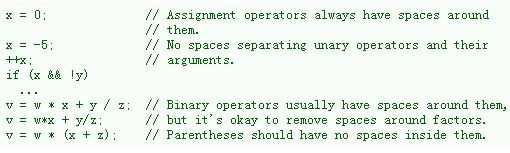 x = 0;              // Assignment operators always have spaces around
                    // them.
x = -5;             // No spaces separating unary operators and their
++x;                // arguments.
if (x && !y)
  ...
v = w * x + y / z;  // Binary operators usually have spaces around them,
v = w*x + y/z;      // but it's okay to remove spaces around factors.
v = w * (x + z);    // Parentheses should have no spaces inside them.